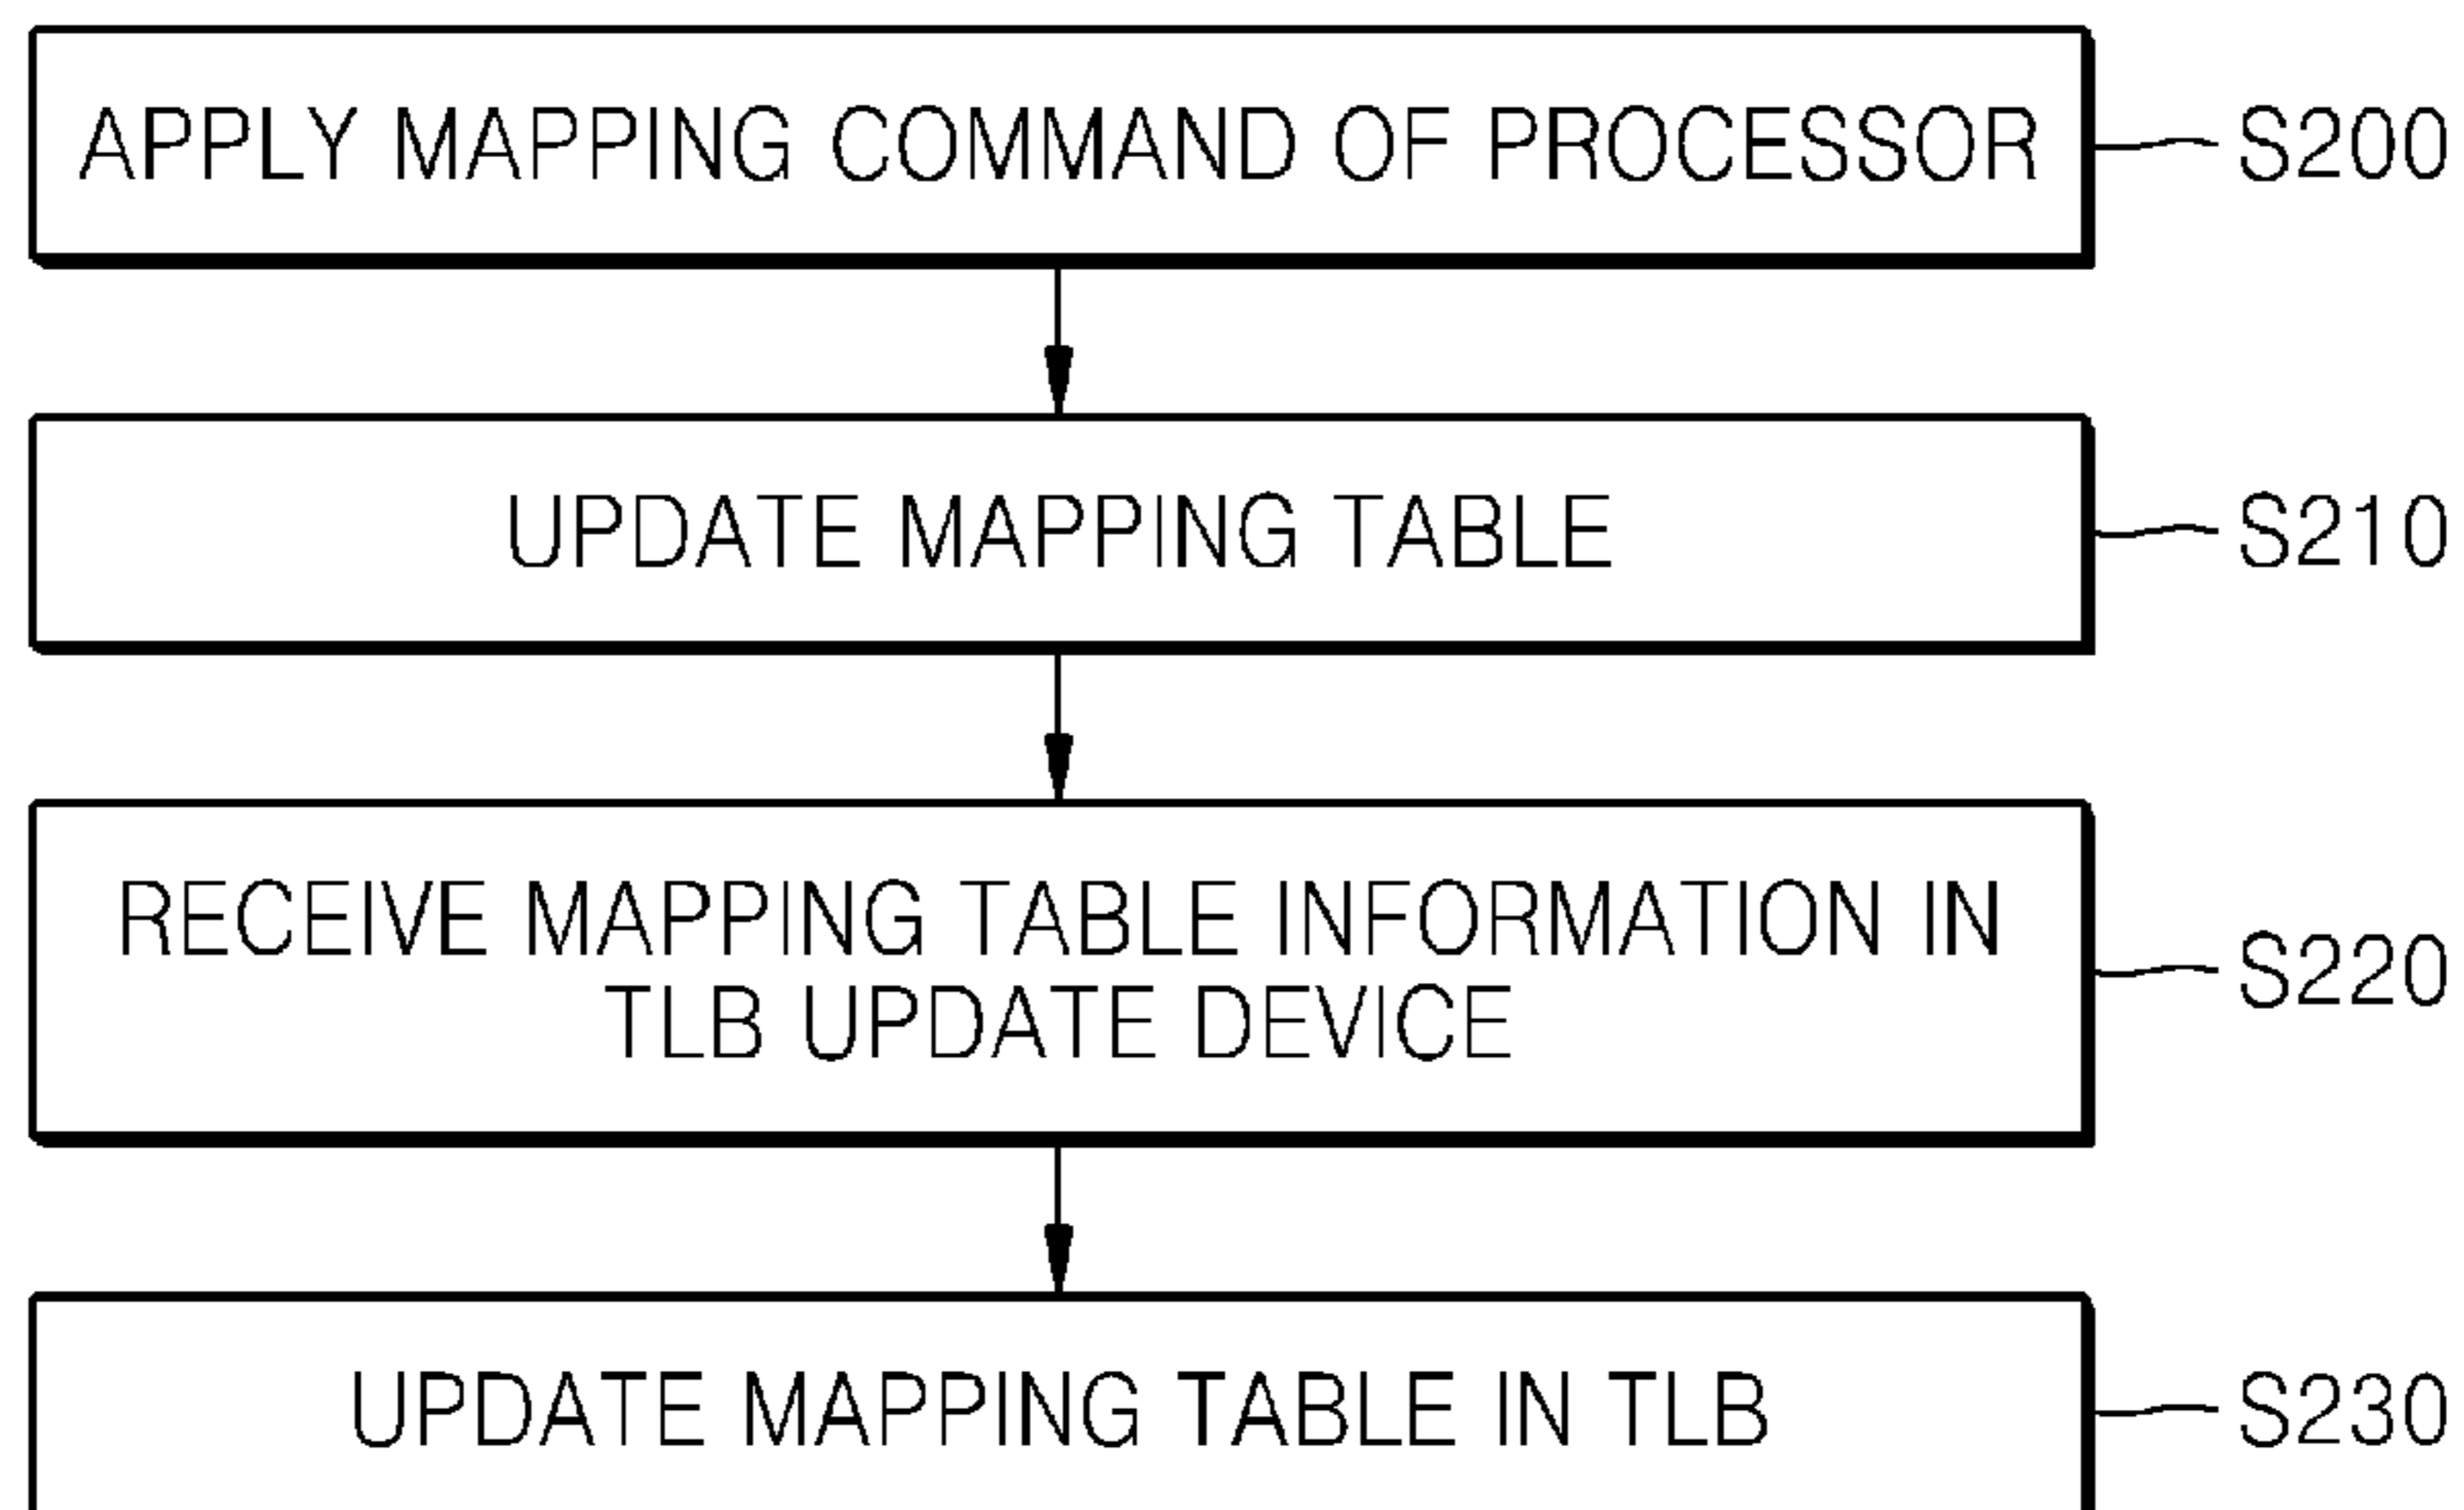 APPLY MAPPING COMMAND OF PROCESSOR S200
UPDATE MAPPING TABLE S210
RECEIVE MAPPING TABLE INFORMATION IN
TLB UPDATE DEVICE
S220
UPDATE MAPPING TABLE IN TLB S230